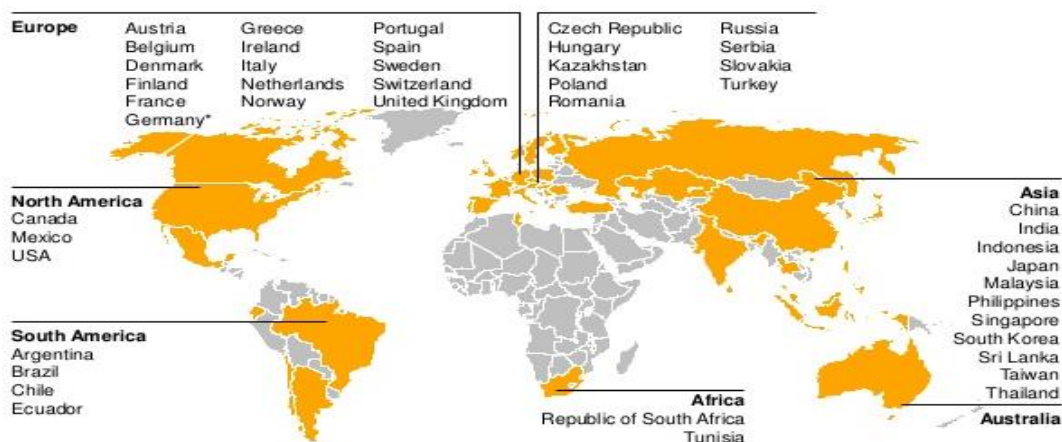 Europe
Austria
Belgium
Denmark
Finland
France
Germany*
Greece
Ireland
Italy
Netherlands
Norway
Portugal
Spain
Sweden
Switzerland
United Kingdom
Czech Republic
Hungary
Kazakhstan
Poland
Romania
Russia
Serbia
Slovakia
Turkey
North America
Canada
Mexico
USA
South America
Argentina
Brazil
Chile
Ecuador
Africa
Republic of South Africa
Tunisia
Asia
China
India
Indonesia
Japan
Malaysia
Philippines
Singapore
South Korea
Sri Lanka
Taiwan
Thailand
Australia